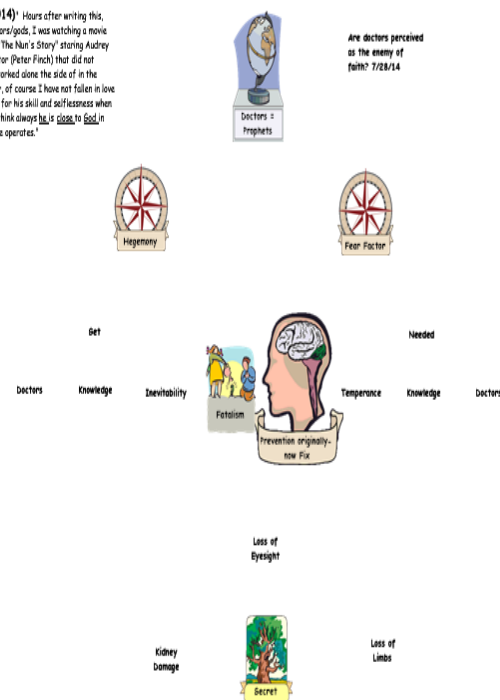 014)' Hours after writing this,
ors/gods, I was watching a movie
"The Nun's Story" staring Audrey
tor (Peter Finch) that did not
orked alone the side of in the
, of course I have not fallen in love
for his skill and selflessness when
think always he is close to God in
e operates."
Are doctors perceived
as the enemy of
faith? 7/28/14
Doctors =
Prophets
Hegemony
Fear Factor
Get
Needed
Doctors
Knowledge
Inevitability
Temperance
Knowledge
Doctors
Fatalism
Prevention originally-
now Fix
Loss of
Eyesight
Kidney
Damage
Loss of
Limbs
Secret